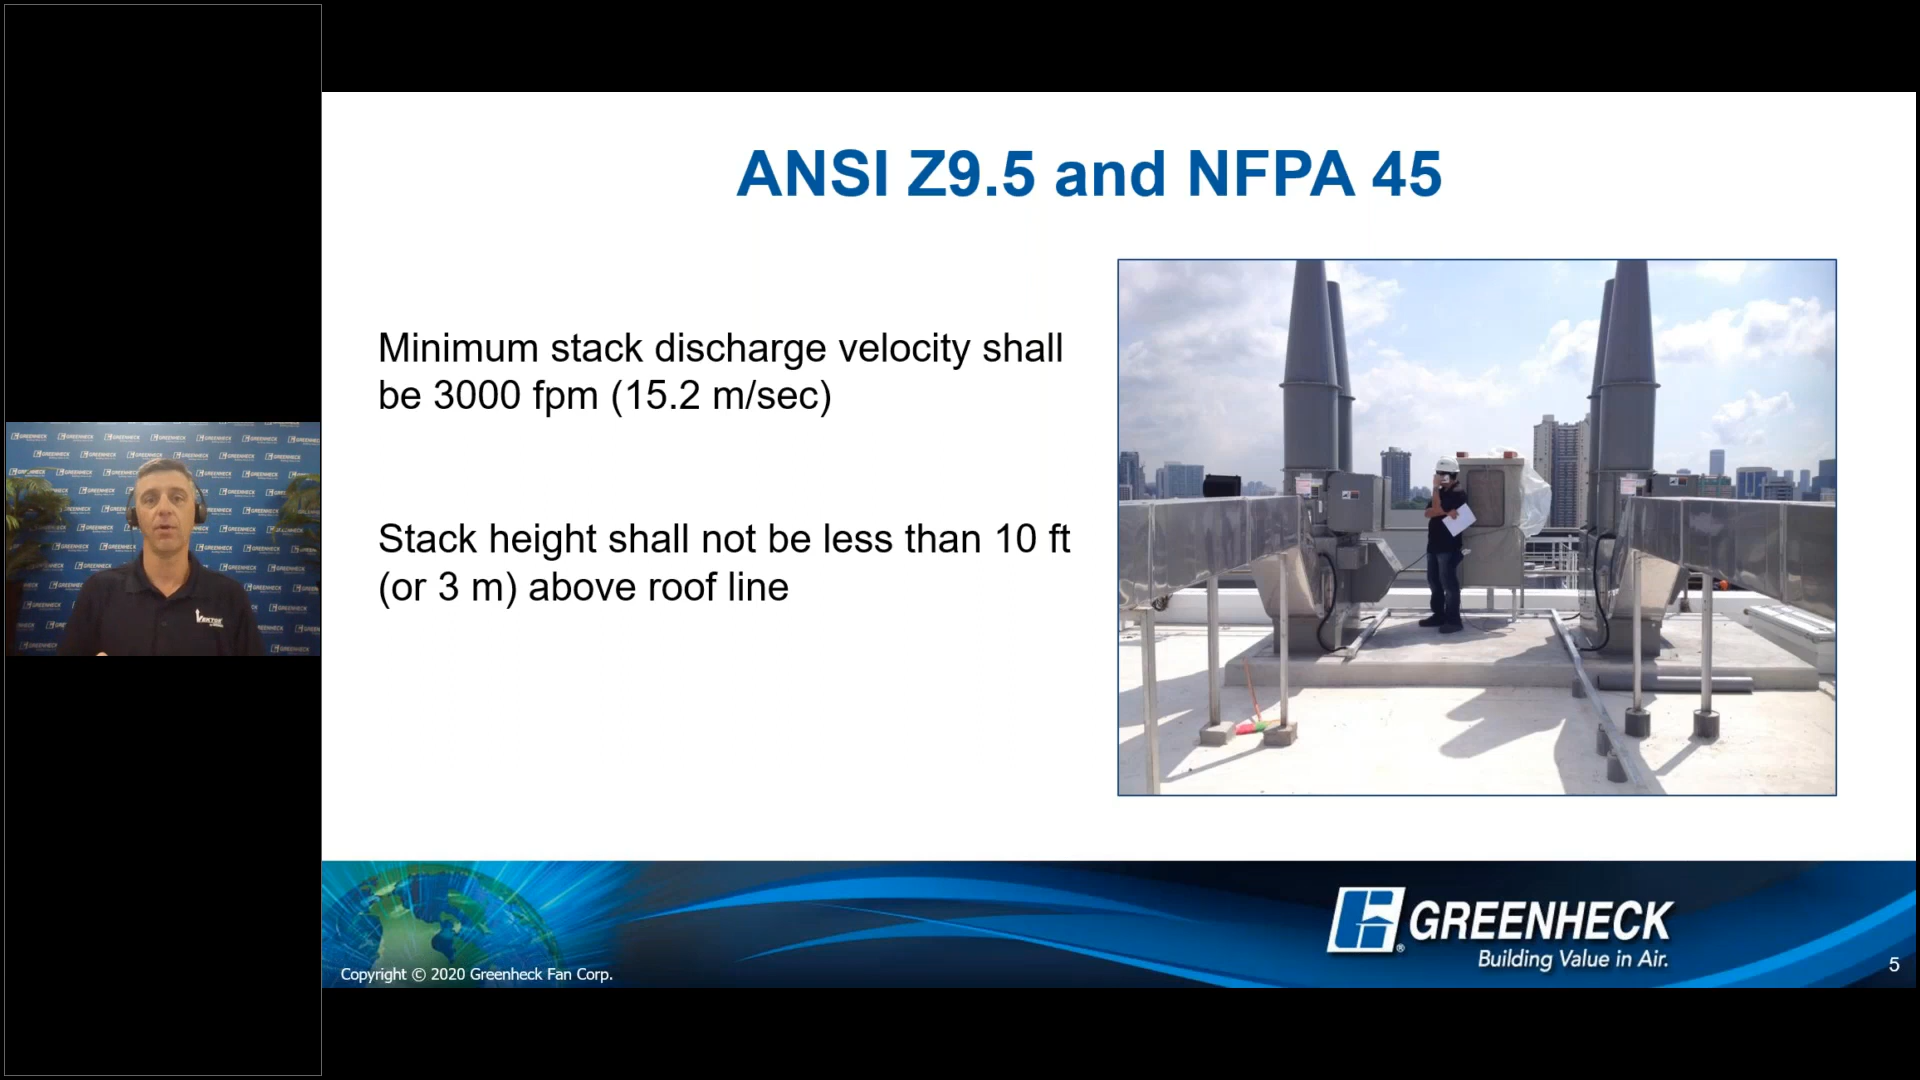 ANSI Z9.5 and NFPA 45
Minimum stack discharge velocity shall
be 3000 fpm (15.2 m/sec)
Stack height shall not be less than 10 ft
(or 3 m) above roof line
GREENHECK
Building Value in Air.
Copyright © 2020 Greenheck Fan Corp.
5